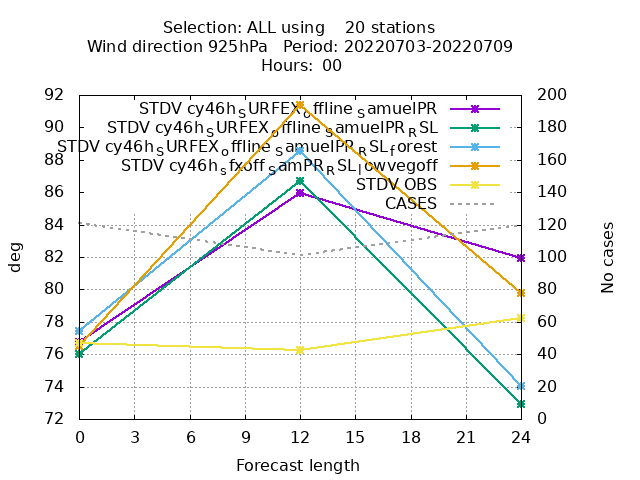 Selection: ALL using    20 stations
Wind direction 925hPa   Period: 20220703-20220709
Hours: 00
92
90
88
86
84
82
80
78
76
74
72
deg
STDV cy46h_SURFEX_offline_samuelPR
STDV cy46h_SURFEX_offline_samuelPR_RSL
STDV cy46h_SURFEX_offline_samuelPR_RSL_forest
STDV cy46h_sfxoff_samPR_RSL_lowvegoff
STDV OBS
CASES
200
180
160
140
120
100
80
60
40
20
0
No cases
0 3 6 9 12 15 18 21 24
Forecast length